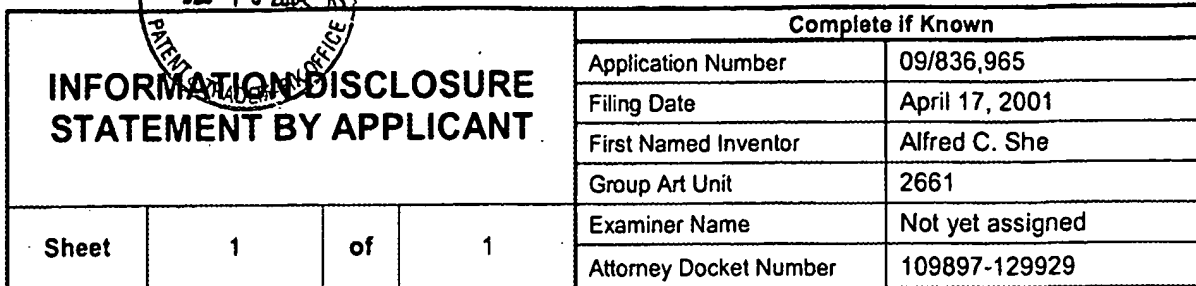 PATENT & TRADEMARK OFFICE
INFORMATION DISCLOSURE
STATEMENT BY APPLICANT
Sheet 1 of 1
Complete if Known
Application Number 09/836,965
Filing Date April 17, 2001
First Named Inventor Alfred C. She
Group Art Unit 2661
Examiner Name Not yet assigned
Attorney Docket Number 109897-129929